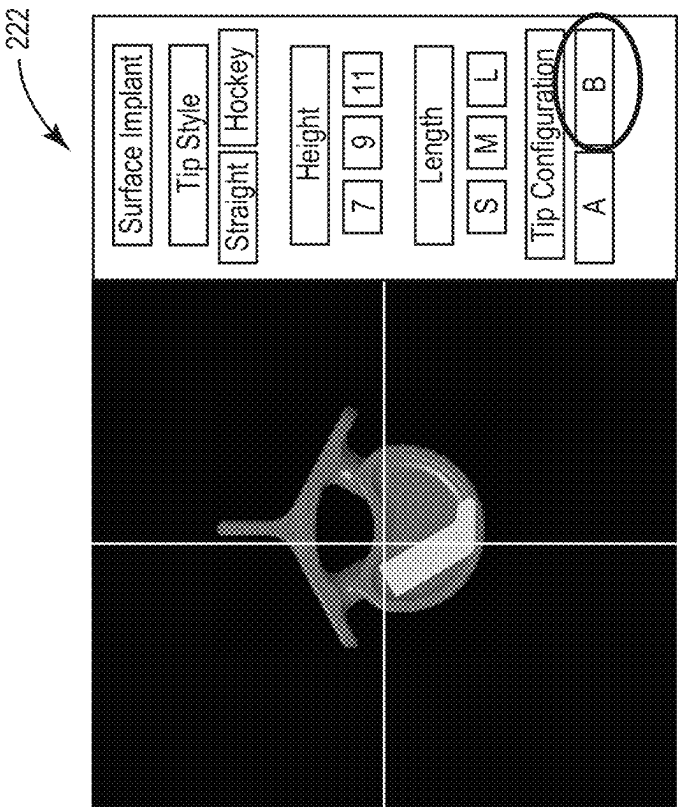 222
Surface Implant
Tip Style
Straight Hockey
Height
7 9 11
Length
S M L
Tip Configuration
A B